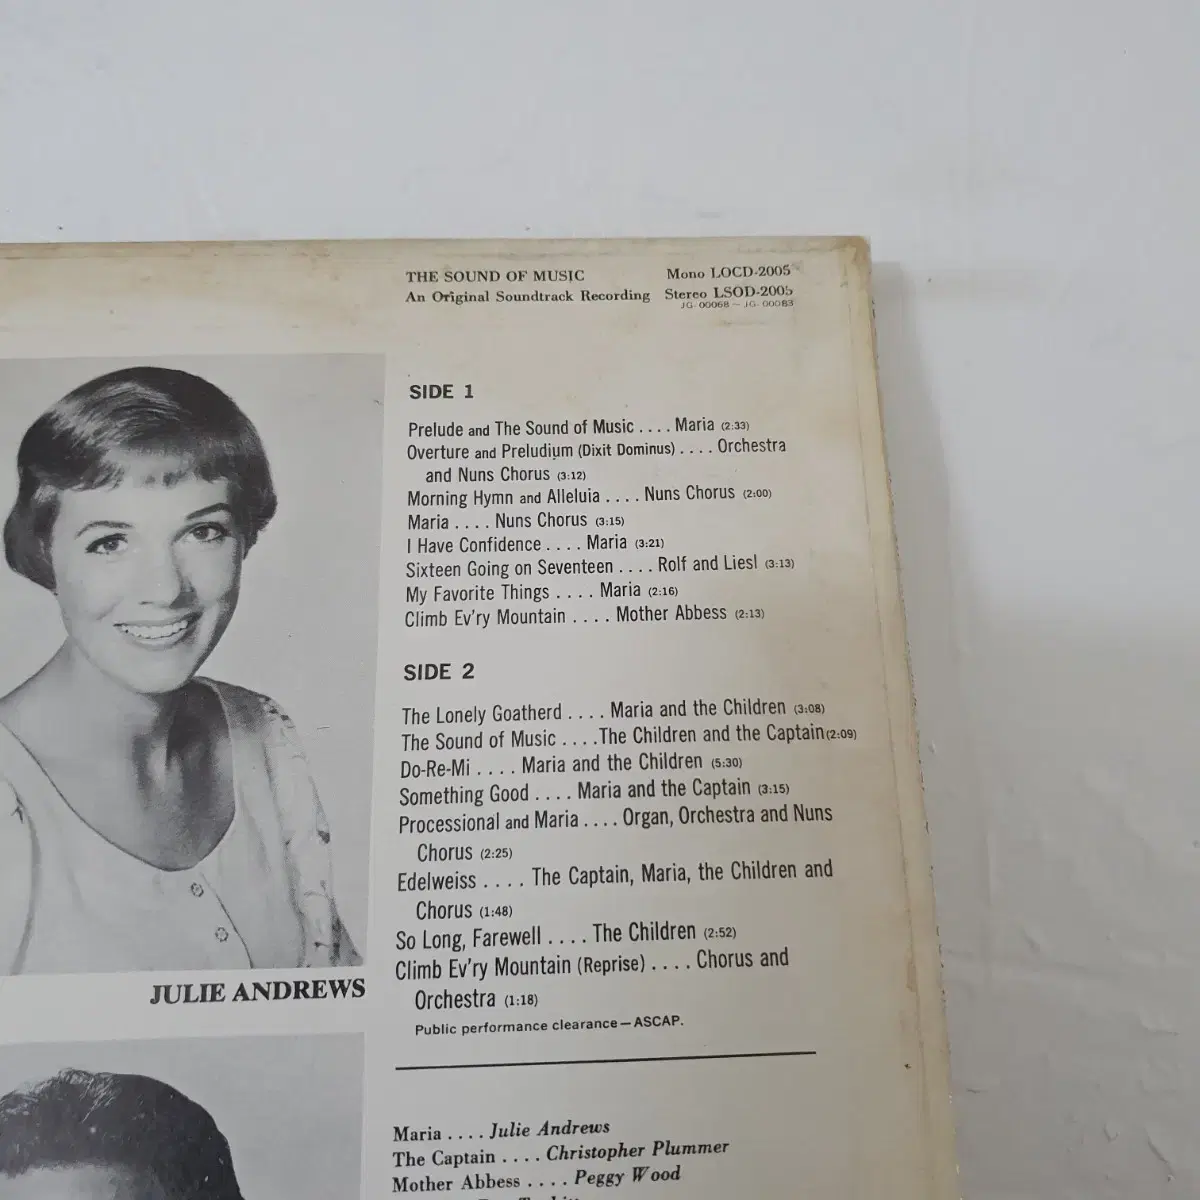 THE SOUND OF MUSIC Mono LOCD-2005
An Original Soundtrack Recording Stereo LSOD-2005
JG-00068 – JG-00083
SIDE 1
Prelude and The Sound of Music .... Maria (2:33)
Overture and Preludium (Dixit Dominus) .... Orchestra
and Nuns Chorus (3:12)
Morning Hymn and Alleluia .... Nuns Chorus (2:00)
Maria .... Nuns Chorus (3:15)
I Have Confidence .... Maria (3:21)
Sixteen Going on Seventeen .... Rolf and Liesl (3:13)
My Favorite Things .... Maria (2:16)
Climb Ev'ry Mountain .... Mother Abbess (2:13)
SIDE 2
The Lonely Goatherd .... Maria and the Children (3:08)
The Sound of Music ....The Children and the Captain(2:09)
Do-Re-Mi .... Maria and the Children (5:30)
Something Good .... Maria and the Captain (3:15)
Processional and Maria .... Organ, Orchestra and Nuns
Chorus (2:25)
Edelweiss .... The Captain, Maria, the Children and
Chorus (1:48)
So Long, Farewell .... The Children (2:52)
Climb Ev'ry Mountain (Reprise) .... Chorus and
Orchestra (1:18)
Public performance clearance—ASCAP.
JULIE ANDREWS
Maria .... Julie Andrews
The Captain .... Christopher Plummer
Mother Abbess .... Peggy Wood